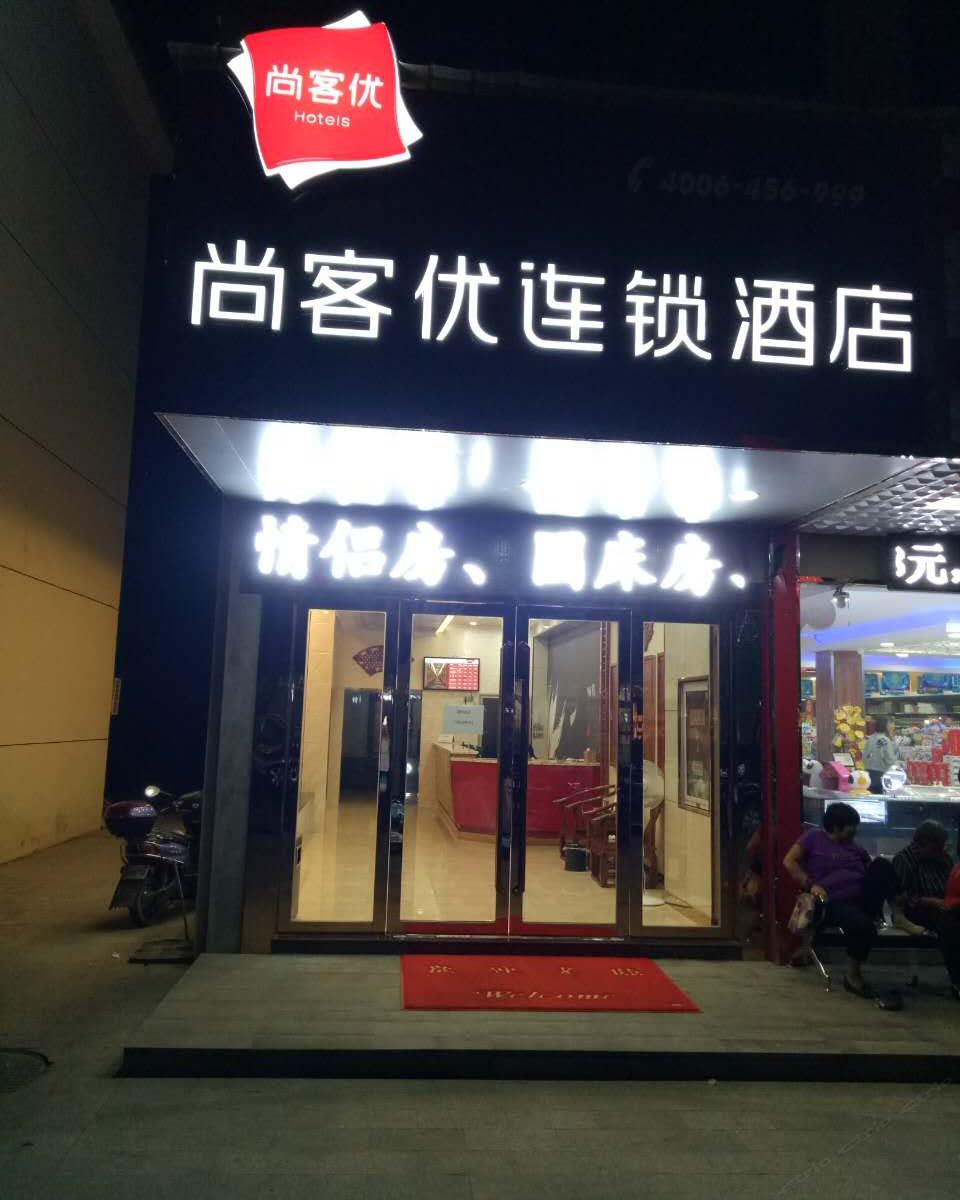 尚客优
Hotels
4006-456-999
尚客优连锁酒店
情侣房、圆床房、
元
Welcome